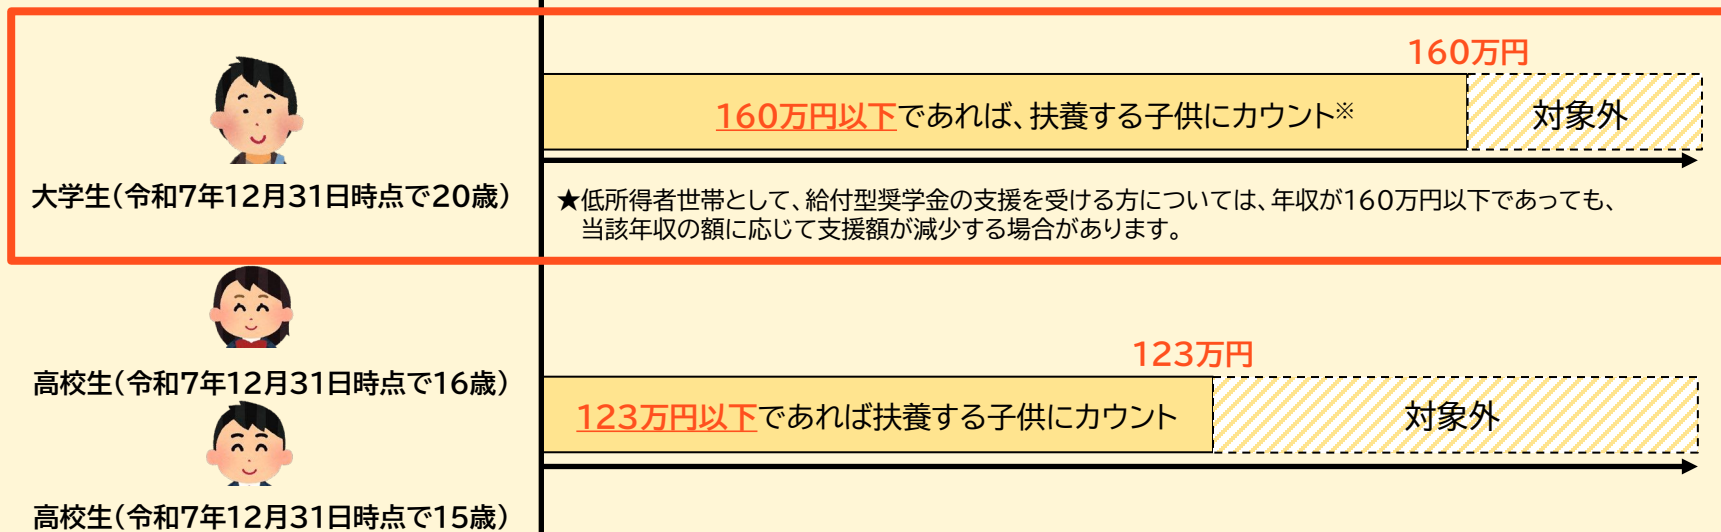 160万円
160万円以下であれば、扶養する子供にカウント※
対象外
大学生(令和7年12月31日時点で20歳)
★低所得者世帯として、給付型奨学金の支援を受ける方については、年収が160万円以下であっても、
当該年収の額に応じて支援額が減少する場合があります。
高校生(令和7年12月31日時点で16歳)
123万円
123万円以下であれば扶養する子供にカウント
対象外
高校生(令和7年12月31日時点で15歳)